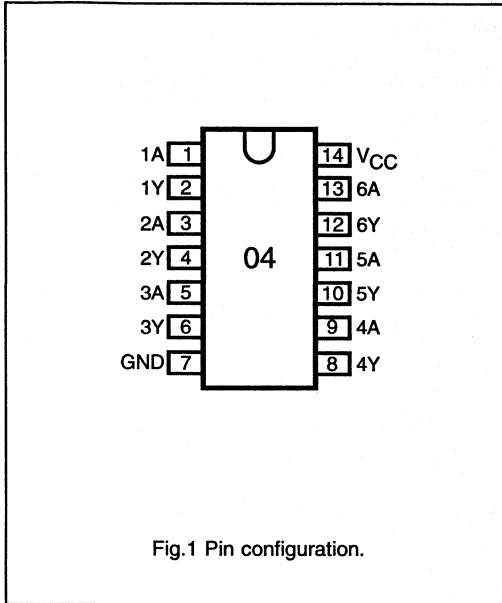 1A 1 14 VCC
1Y 2 13 6A
2A 3 12 6Y
2Y 4 04 11 5A
3A 5 10 5Y
3Y 6 9 4A
GND 7 8 4Y
Fig.1 Pin configuration.